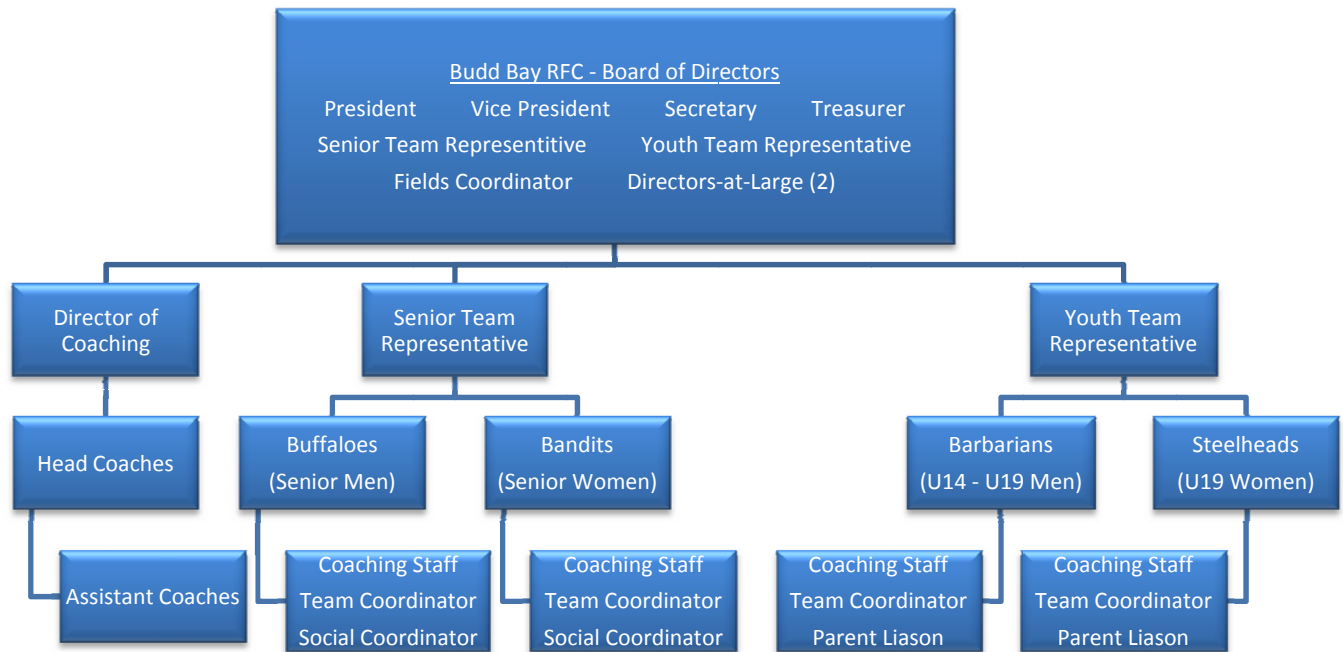 Budd Bay RFC - Board of Directors
President Vice President Secretary Treasurer
Senior Team Representitive Youth Team Representative
Fields Coordinator Directors-at-Large (2)
Director of
Coaching
Senior Team
Representative
Youth Team
Representative
Head Coaches
Buffaloes
(Senior Men)
Bandits
(Senior Women)
Barbarians
(U14 - U19 Men)
Steelheads
(U19 Women)
Assistant Coaches
Coaching Staff
Team Coordinator
Social Coordinator
Coaching Staff
Team Coordinator
Social Coordinator
Coaching Staff
Team Coordinator
Parent Liason
Coaching Staff
Team Coordinator
Parent Liason